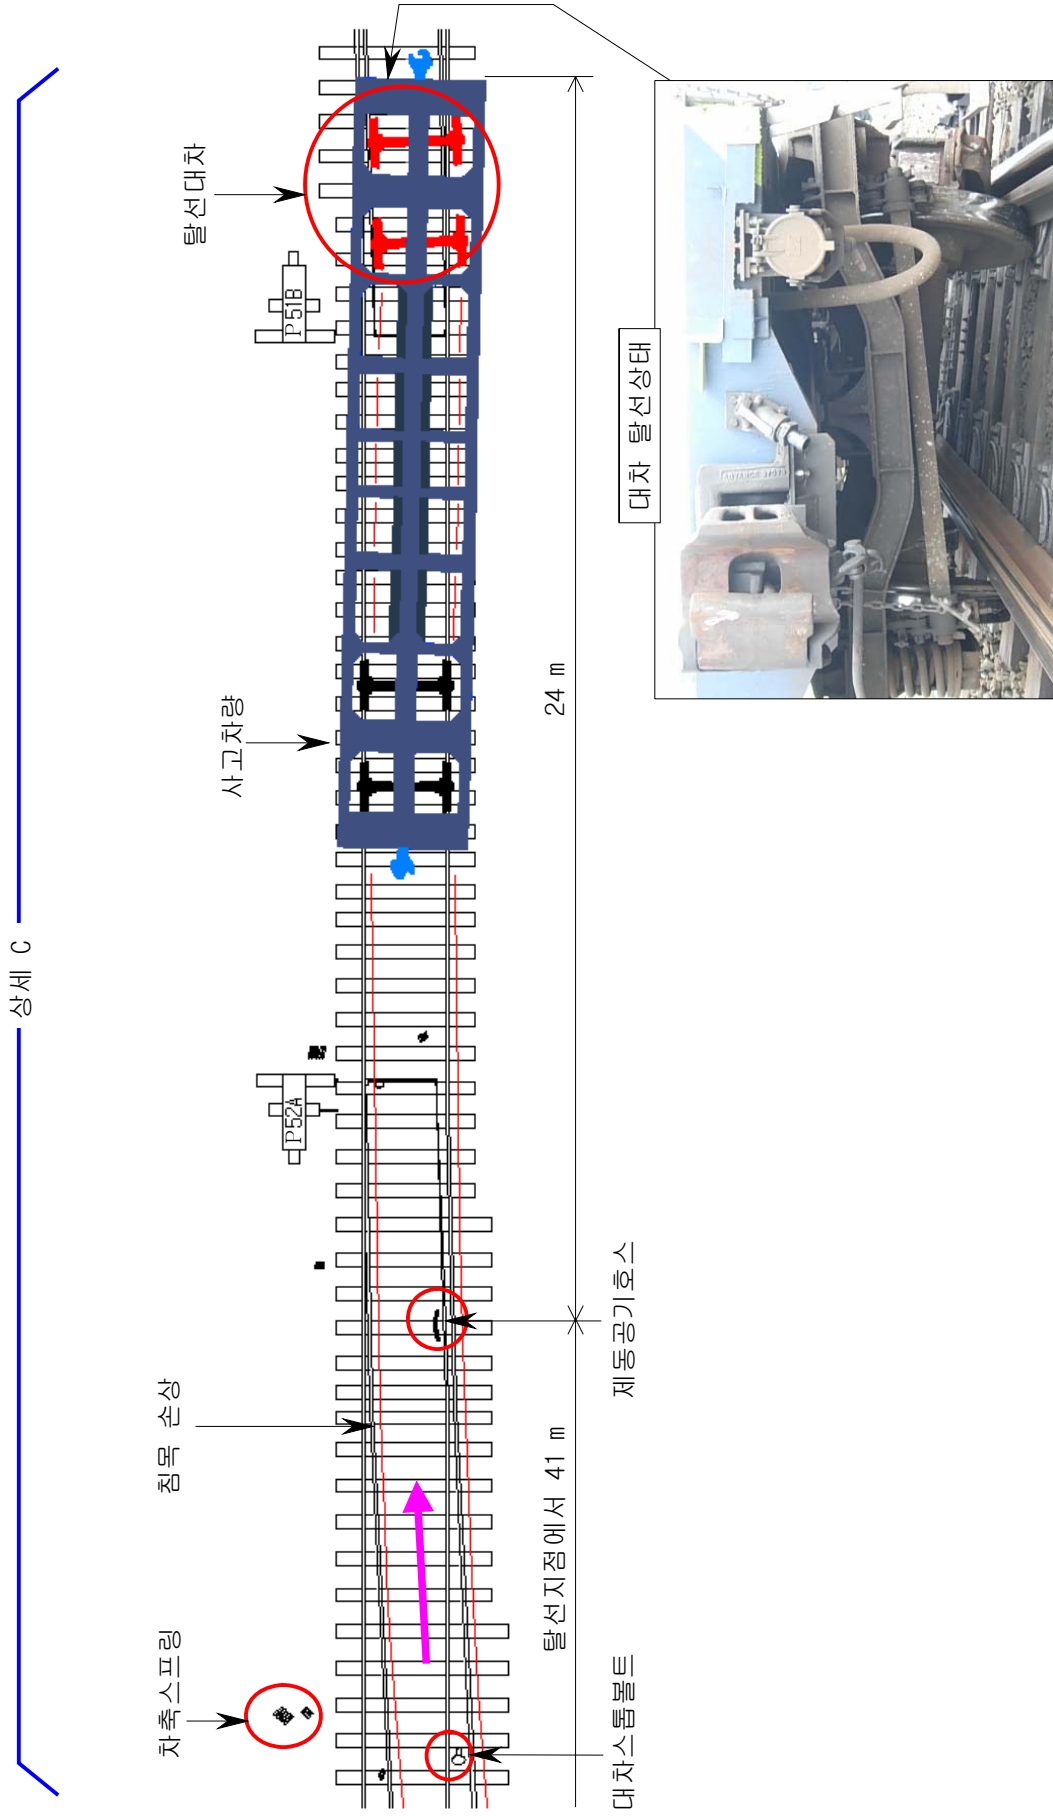 상세 C
탈선대차
P51B
대차 탈선상태
사고차량
24 m
P52A
제동공기호스
침목 손상
탈선지점에서 41 m
차축스프링
대차스톱볼트